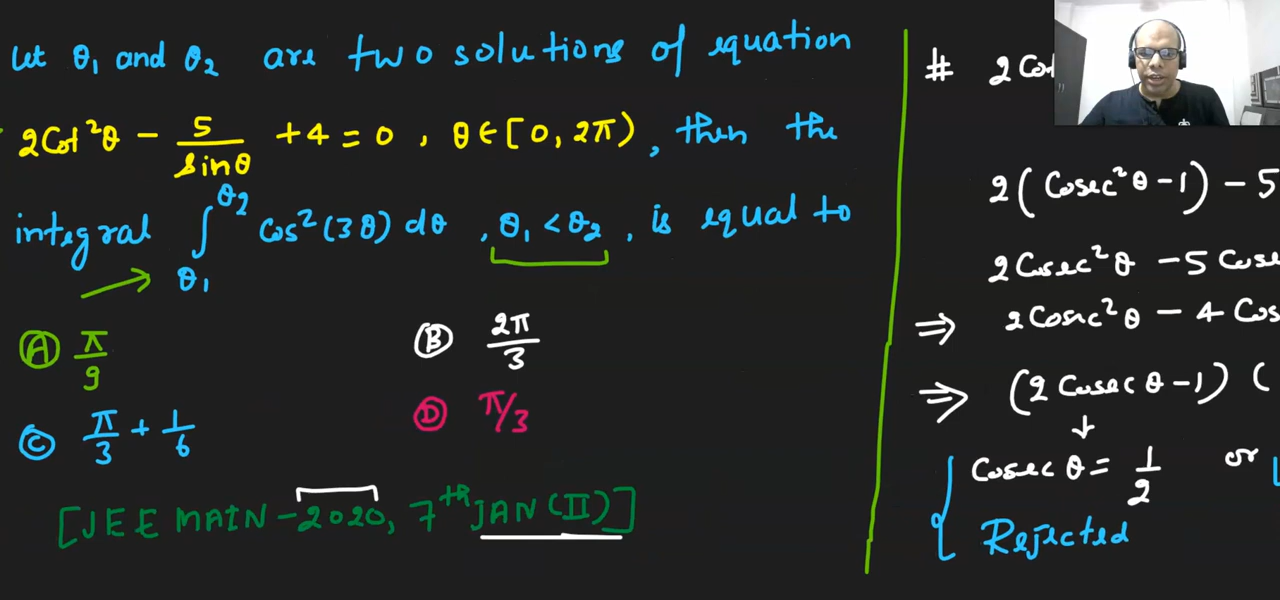 Let θ₁ and θ₂ are two solutions of equation
2Cot²θ - 5/sinθ + 4 = 0 , θ ∈ [0, 2π) , then the
integral ∫_θ₁^θ₂ Cos²(3θ) dθ , θ₁ < θ₂ , is equal to
Ⓐ π/9 Ⓑ 2π/3
Ⓒ π/3 + 1/6 Ⓓ π/3
[JEE MAIN - 2020, 7th JAN (II)]
# 2Cot
2(Cosec²θ - 1) - 5
2Cosec²θ - 5 Cose
⇒ 2Cosec²θ - 4 Cos
⇒ (2 Cosec θ - 1) (
Cosec θ = 1/2 or
Rejected